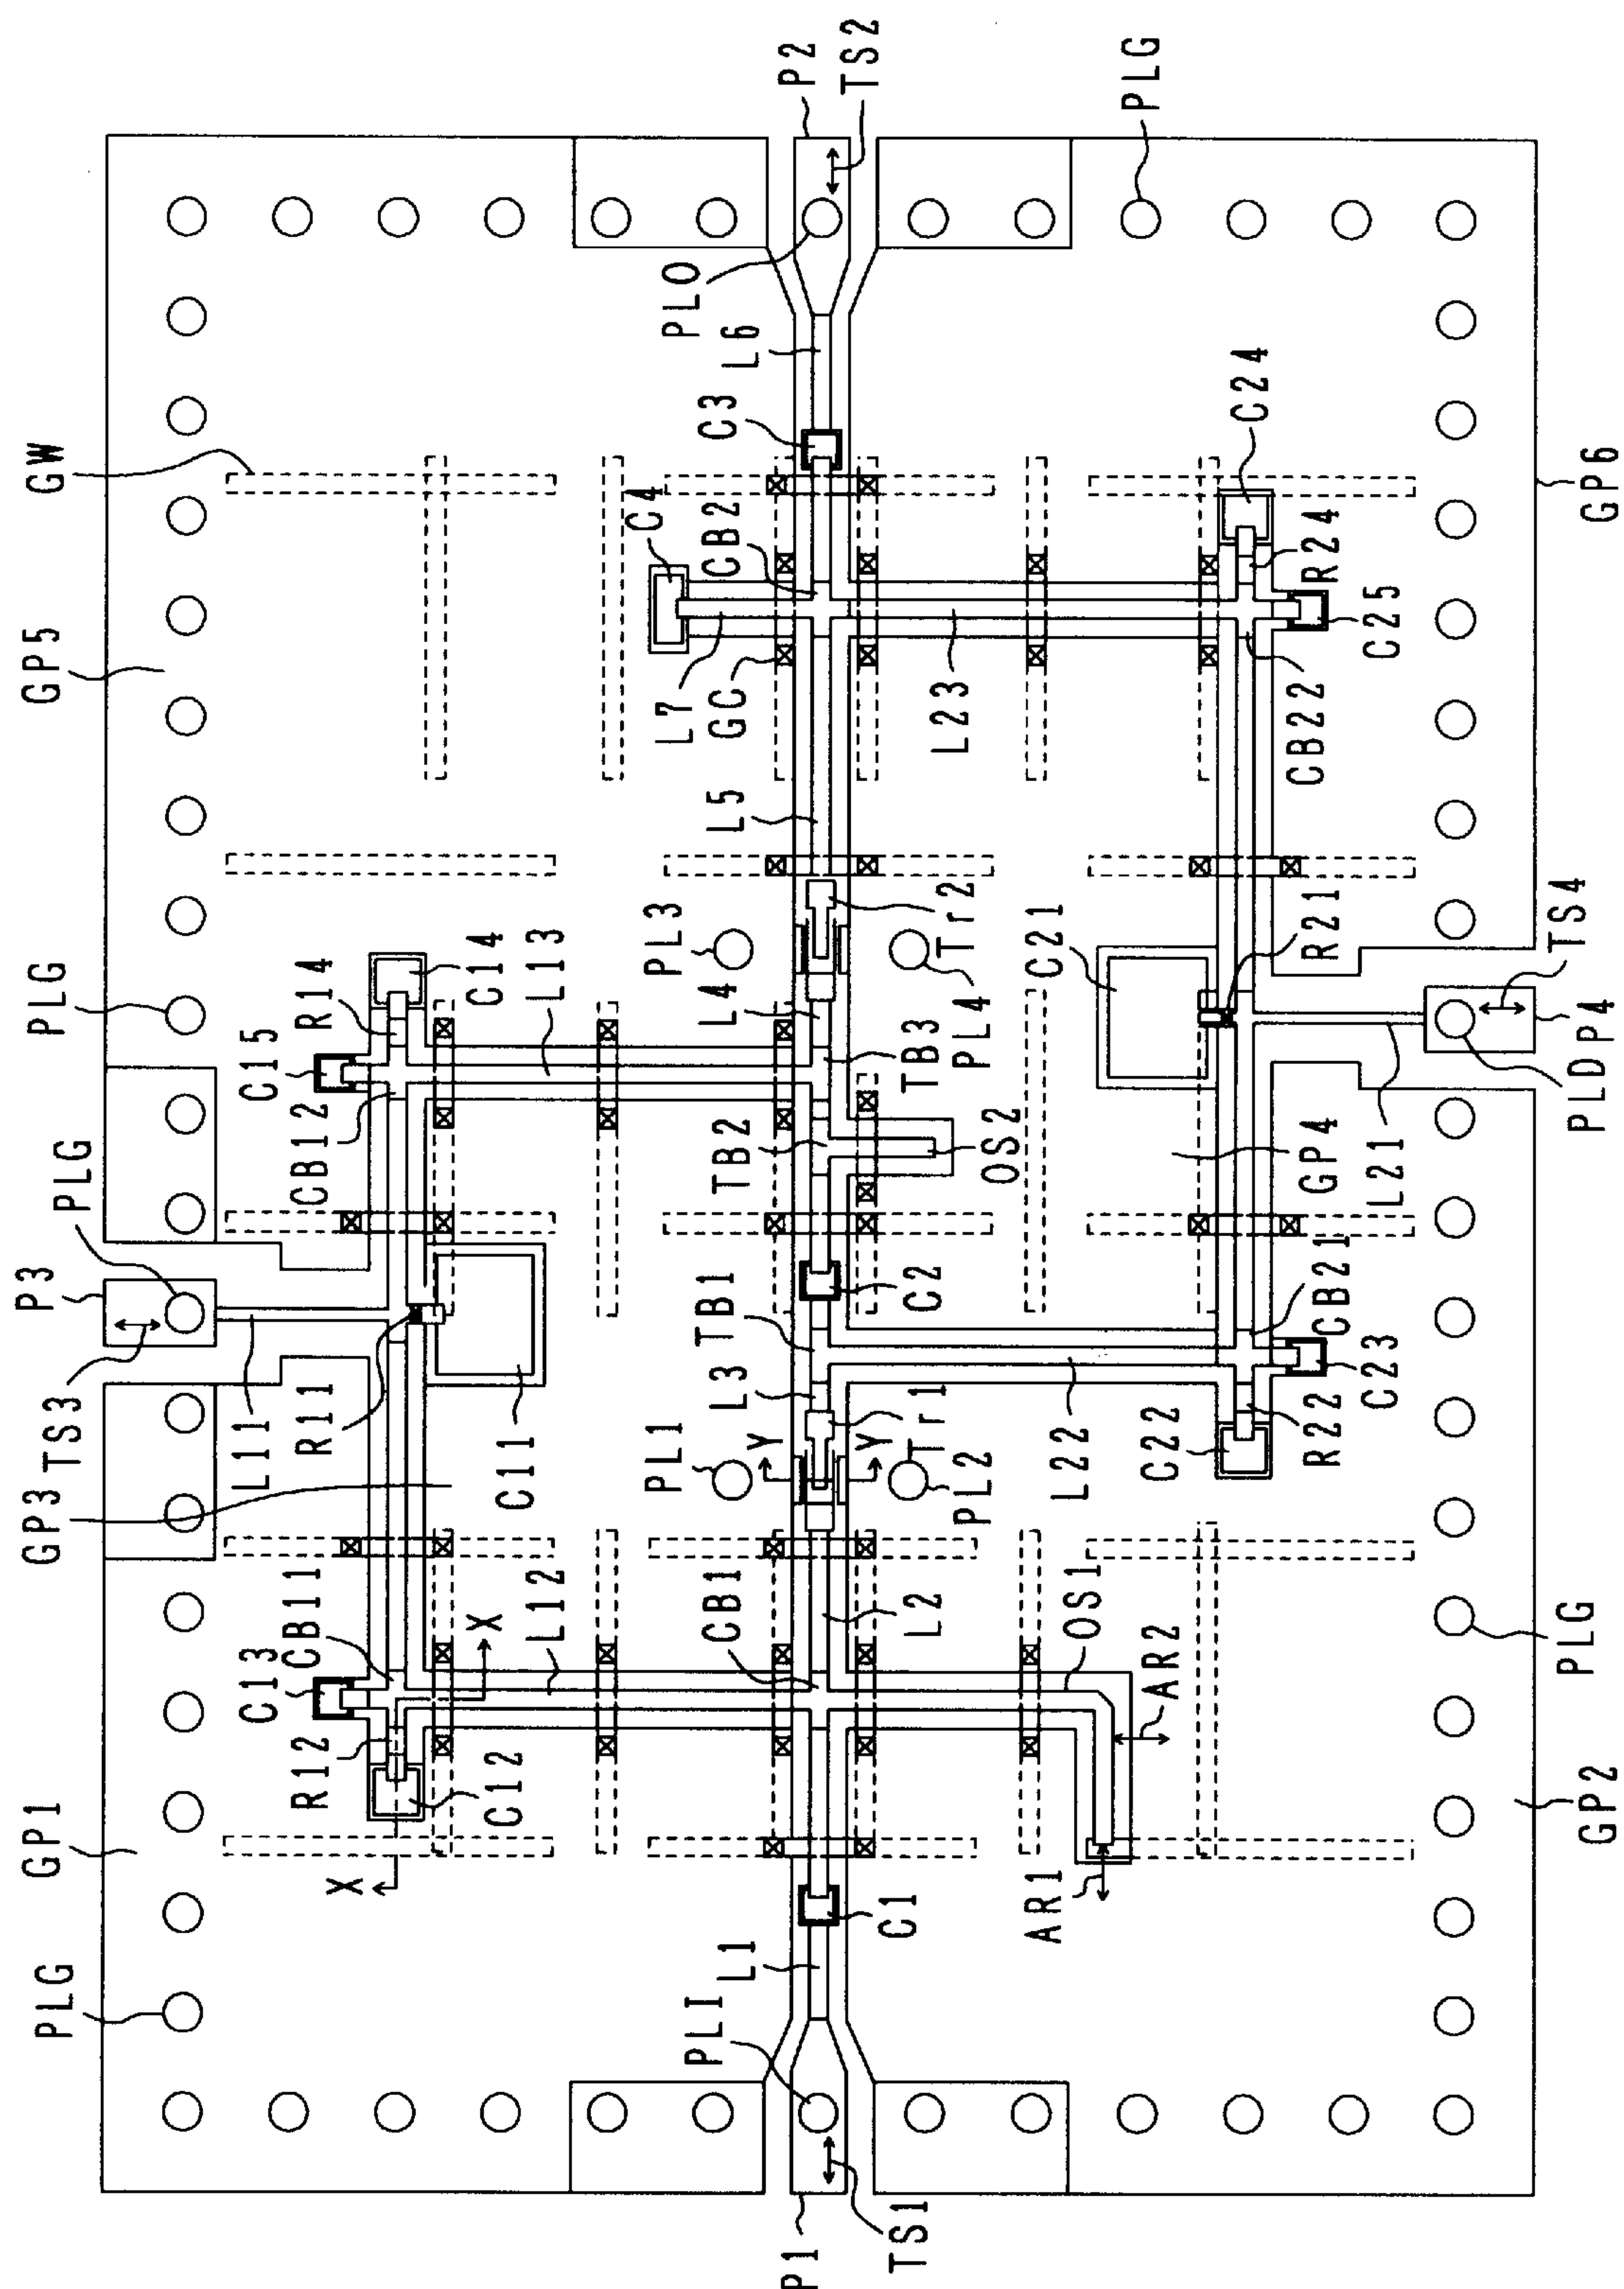 PLG
GP1
GP3
TS3
P3
PLG
PLG
GP5
GW
C13
CB11
R12
C12
L12
X
X
L11
R11
C11
CB12
C15
R14
C14
L13
PLI
L1
C1
CB1
L2
PL1
Y
Y
PL2
Tr1
L3
TB1
C2
TB2
OS2
TB3
L4
PL3
PL4
Tr2
L5
L7
GC
C4
CB2
C3
L6
PLO
P1
TS1
P2
TS2
AR1
AR2
OS1
L22
C22
R22
C23
CB21
GP4
L21
C21
R21
L23
CB22
C25
R24
C24
PLG
GP2
PLG
PLD
P4
TS4
GP6